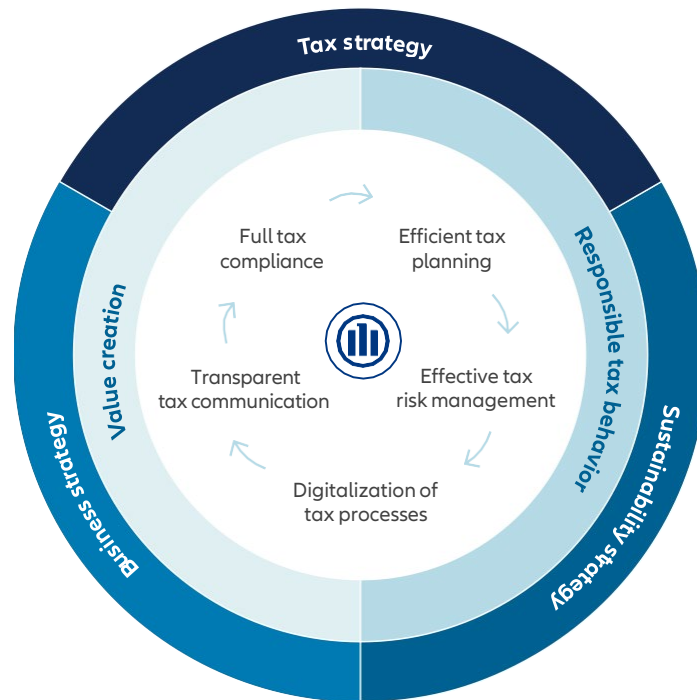 Tax strategy
Full tax
compliance
Efficient tax
planning
Value creation
Responsible tax behavior
Transparent
tax communication
Effective tax
risk management
Business strategy
Sustainability strategy
Digitalization of
tax processes